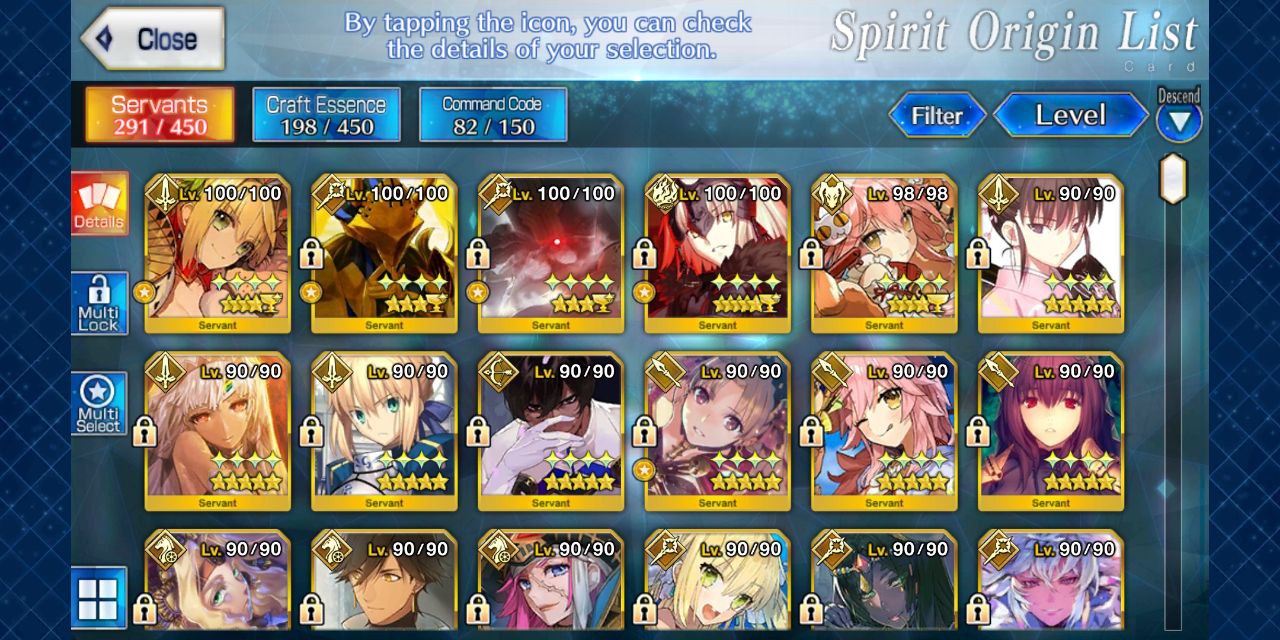 Close
By tapping the icon, you can check
the details of your selection.
Spirit Origin List
Card
Servants
291 / 450
Craft Essence
198 / 450
Command Code
82 / 150
Filter
Level
Descend
Details
Multi
Lock
Multi
Select
Lv. 100/100
Lv. 100/100
Lv. 100/100
Lv. 100/100
Lv. 98/98
Lv. 90/90
Servant
Servant
Servant
Servant
Servant
Servant
Lv. 90/90
Lv. 90/90
Lv. 90/90
Lv. 90/90
Lv. 90/90
Lv. 90/90
Servant
Servant
Servant
Servant
Servant
Servant
Lv. 90/90
Lv. 90/90
Lv. 90/90
Lv. 90/90
Lv. 90/90
Lv. 90/90